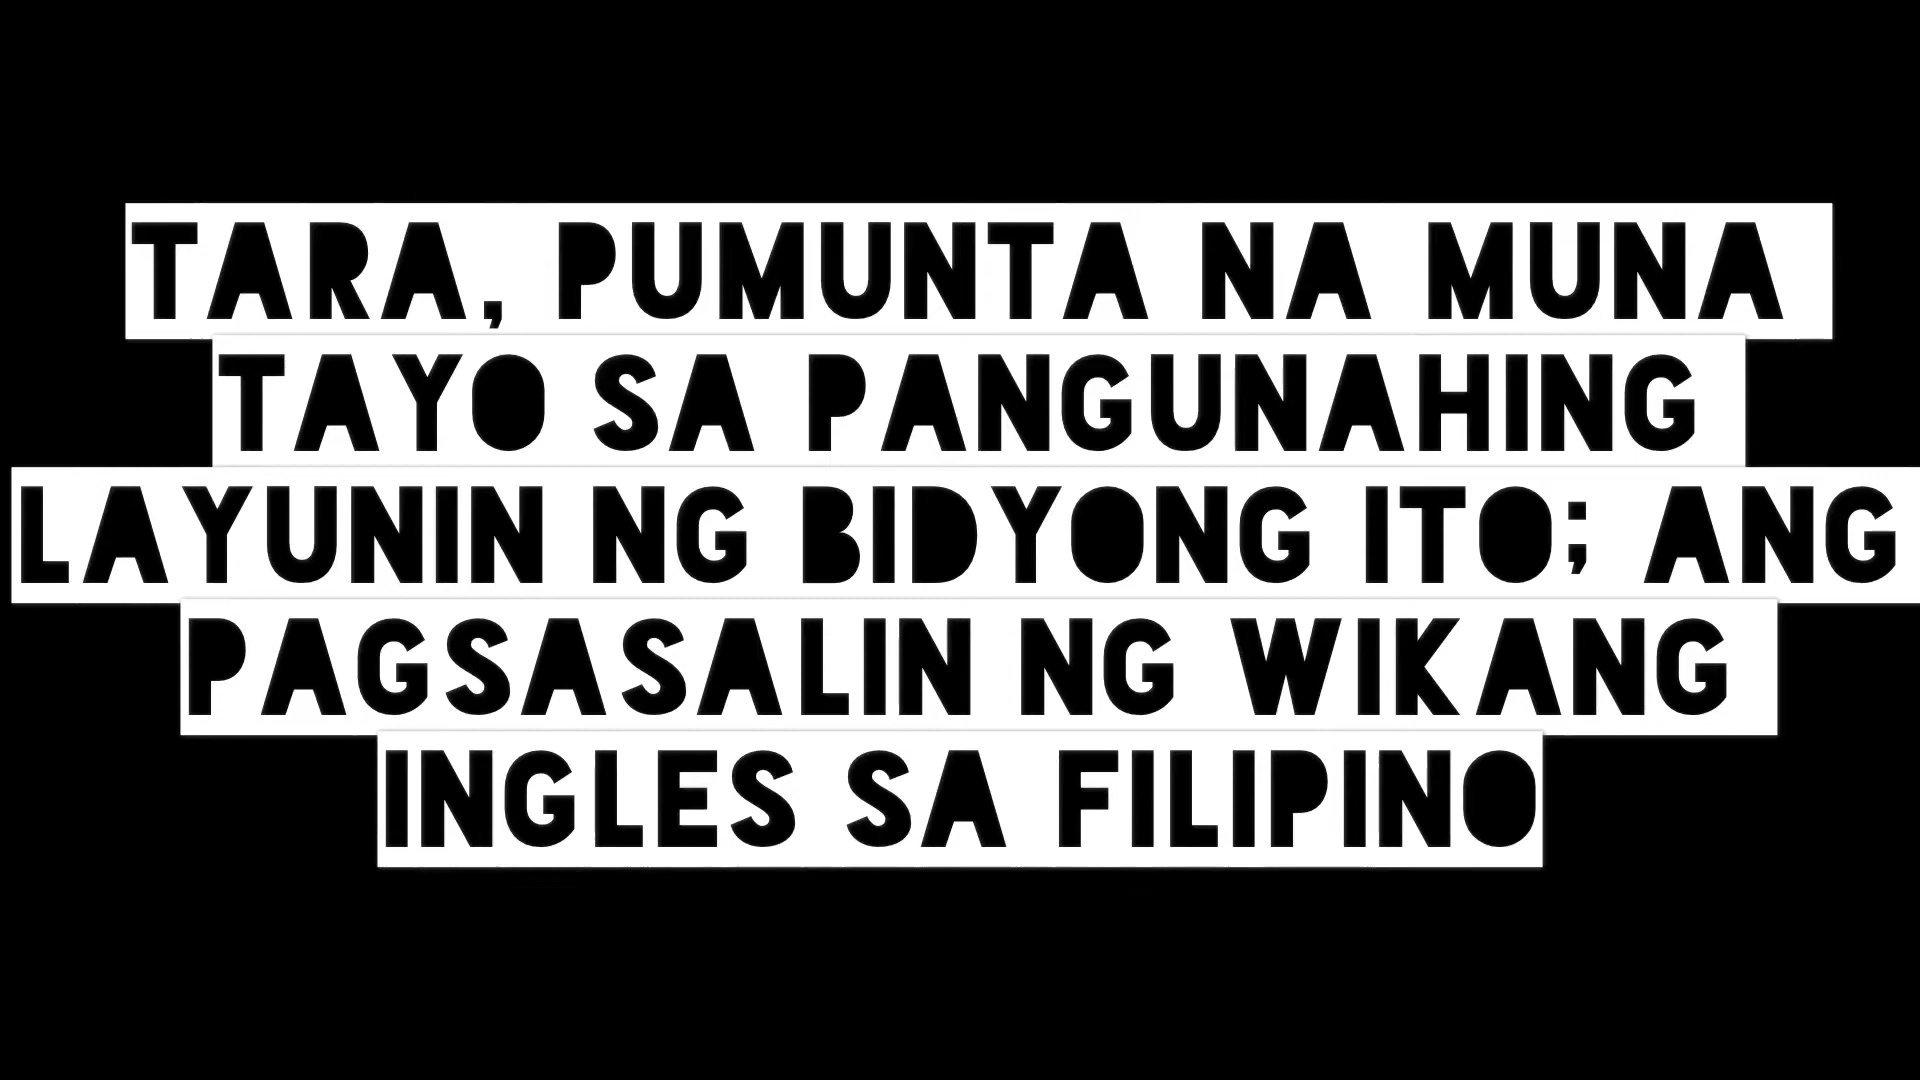 TARA, PUMUNTA NA MUNA
TAYO SA PANGUNAHING
LAYUNIN NG BIDYONG ITO; ANG
PAGSASALIN NG WIKANG
INGLES SA FILIPINO